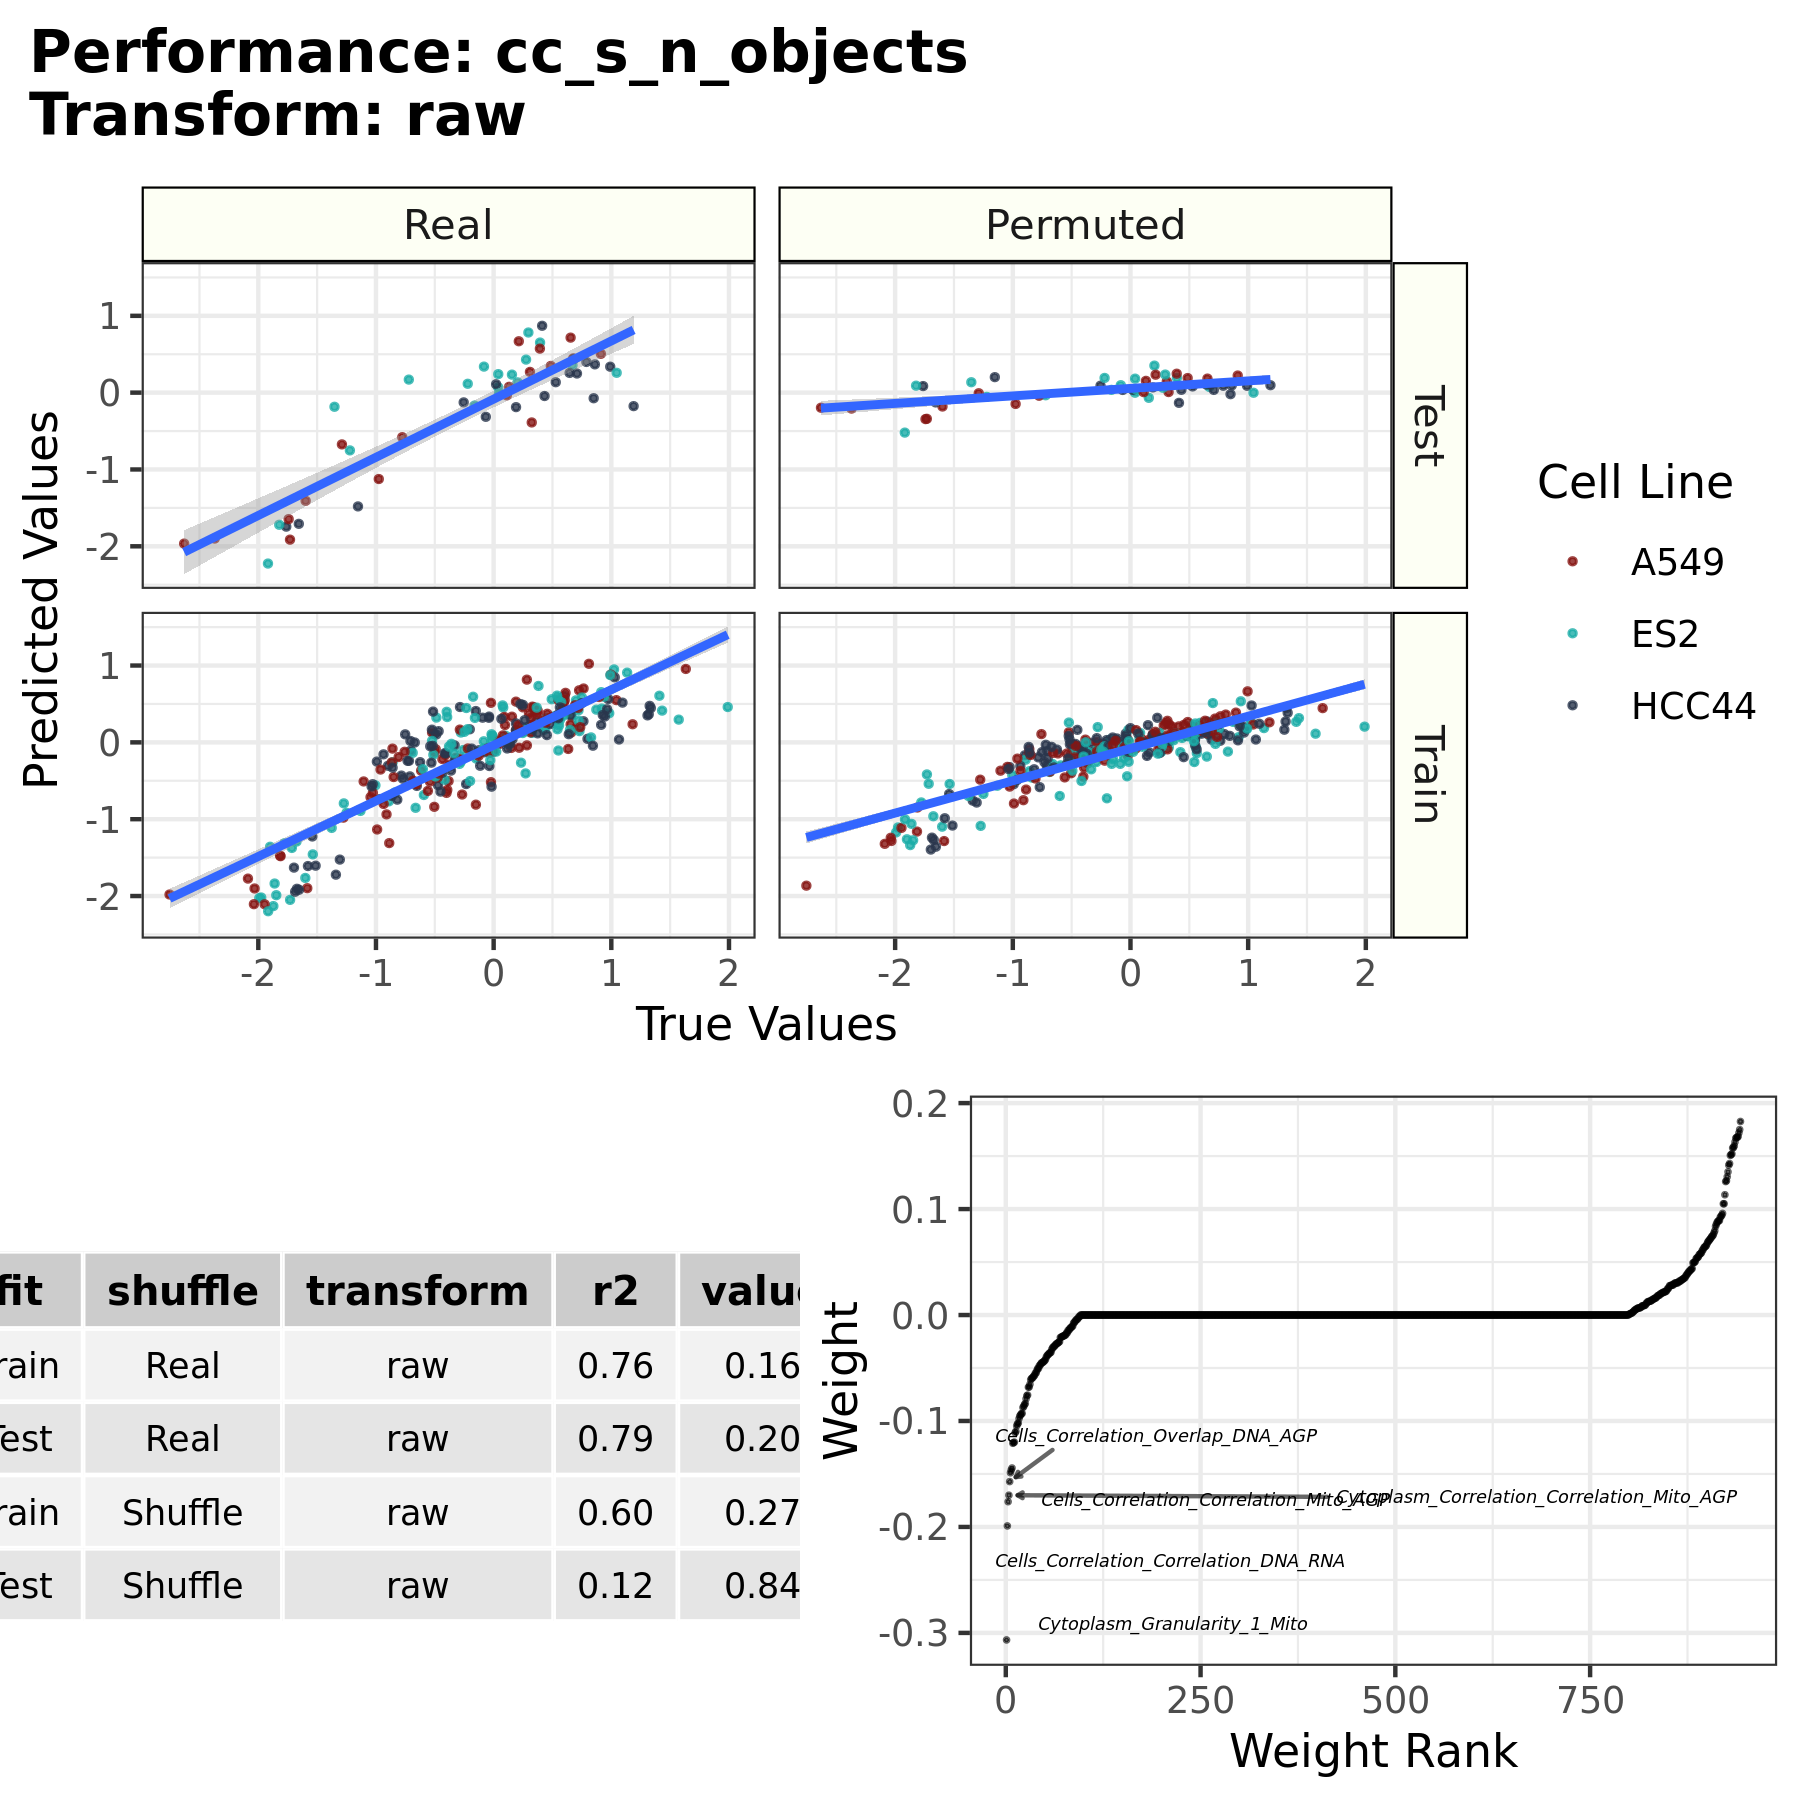 Performance: cc_s_n_objects
Transform: raw
Real
Permuted
1
0
-1
-2
Test
1
0
-1
-2
Train
Predicted Values
-2 -1 0 1 2
-2 -1 0 1 2
True Values
Cell Line
A549
ES2
HCC44
fit shuffle transform r2 value
rain Real raw 0.76 0.16
Test Real raw 0.79 0.20
rain Shuffle raw 0.60 0.27
Test Shuffle raw 0.12 0.84
0.2
0.1
0.0
-0.1
-0.2
-0.3
Weight
Cells_Correlation_Overlap_DNA_AGP
Cells_Correlation_Correlation_Mito_AGP
Cytoplasm_Correlation_Correlation_Mito_AGP
Cells_Correlation_Correlation_DNA_RNA
Cytoplasm_Granularity_1_Mito
0 250 500 750
Weight Rank